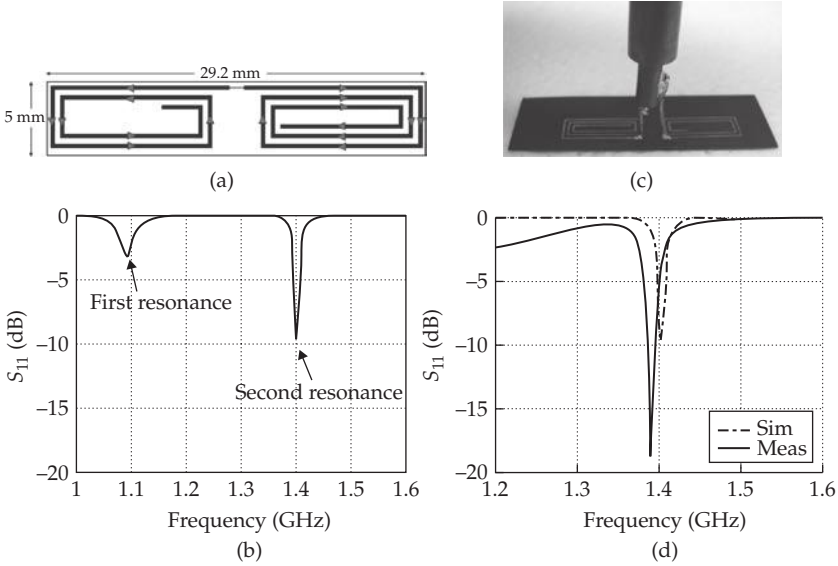 29.2 mm
5 mm
(a)
(c)
0
−5
−10
−15
−20
S11 (dB)
First resonance
Second resonance
1
1.1
1.2
1.3
1.4
1.5
1.6
Frequency (GHz)
(b)
0
−5
−10
−15
−20
S11 (dB)
Sim
Meas
1.2
1.3
1.4
1.5
1.6
Frequency (GHz)
(d)